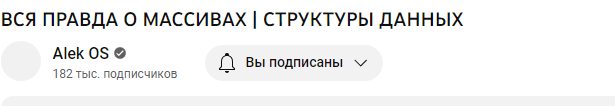 ВСЯ ПРАВДА О МАССИВАХ | СТРУКТУРЫ ДАННЫХ
Alek OS
182 тыс. подписчиков
Вы подписаны